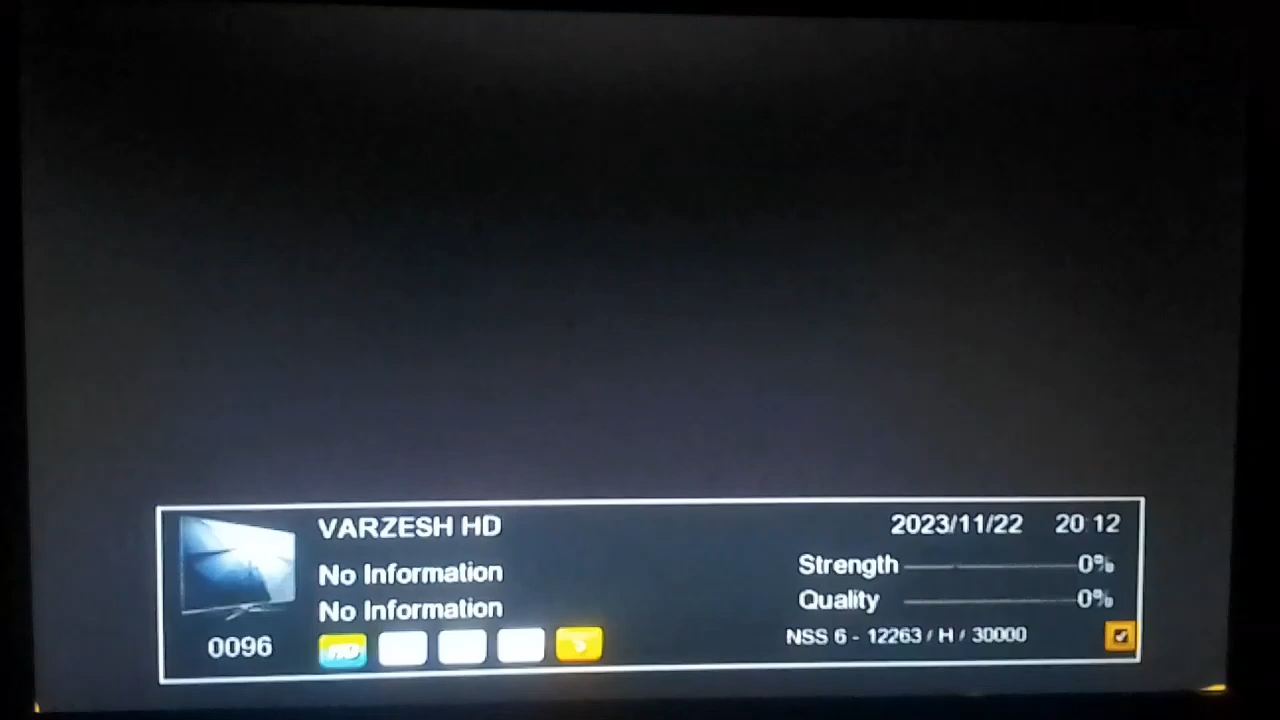 VARZESH HD
2023/11/22 20 12
No Information
Strength 0%
No Information
Quality 0%
0096
HD
NSS 6 - 12263 / H / 30000